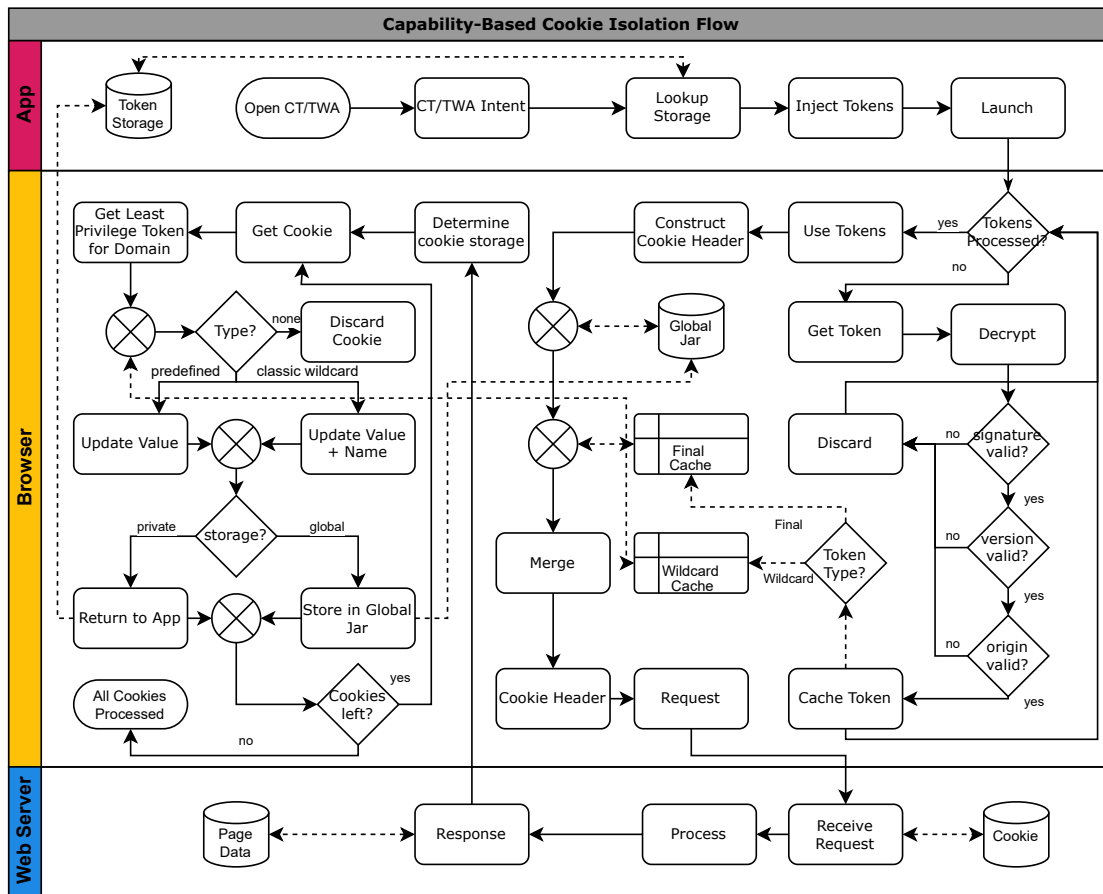 Capability-Based Cookie Isolation Flow
App
Token
Storage
Open CT/TWA
CT/TWA Intent
Lookup
Storage
Inject Tokens
Launch
Browser
Get Least
Privilege Token
for Domain
Get Cookie
Determine
cookie storage
Construct
Cookie Header
Use Tokens
yes
Tokens
Processed?
no
Type?
none
Discard
Cookie
Global
Jar
Get Token
Decrypt
predefined
classic wildcard
Update Value
Update Value
+ Name
Final
Cache
Discard
no
signature
valid?
yes
private
storage?
global
Final
no
version
valid?
Merge
Wildcard
Cache
Wildcard
Token
Type?
yes
Return to App
Store in Global
Jar
no
origin
valid?
yes
All Cookies
Processed
Cookies
left?
yes
no
Cookie Header
Request
Cache Token
Web Server
Page
Data
Response
Process
Receive
Request
Cookie